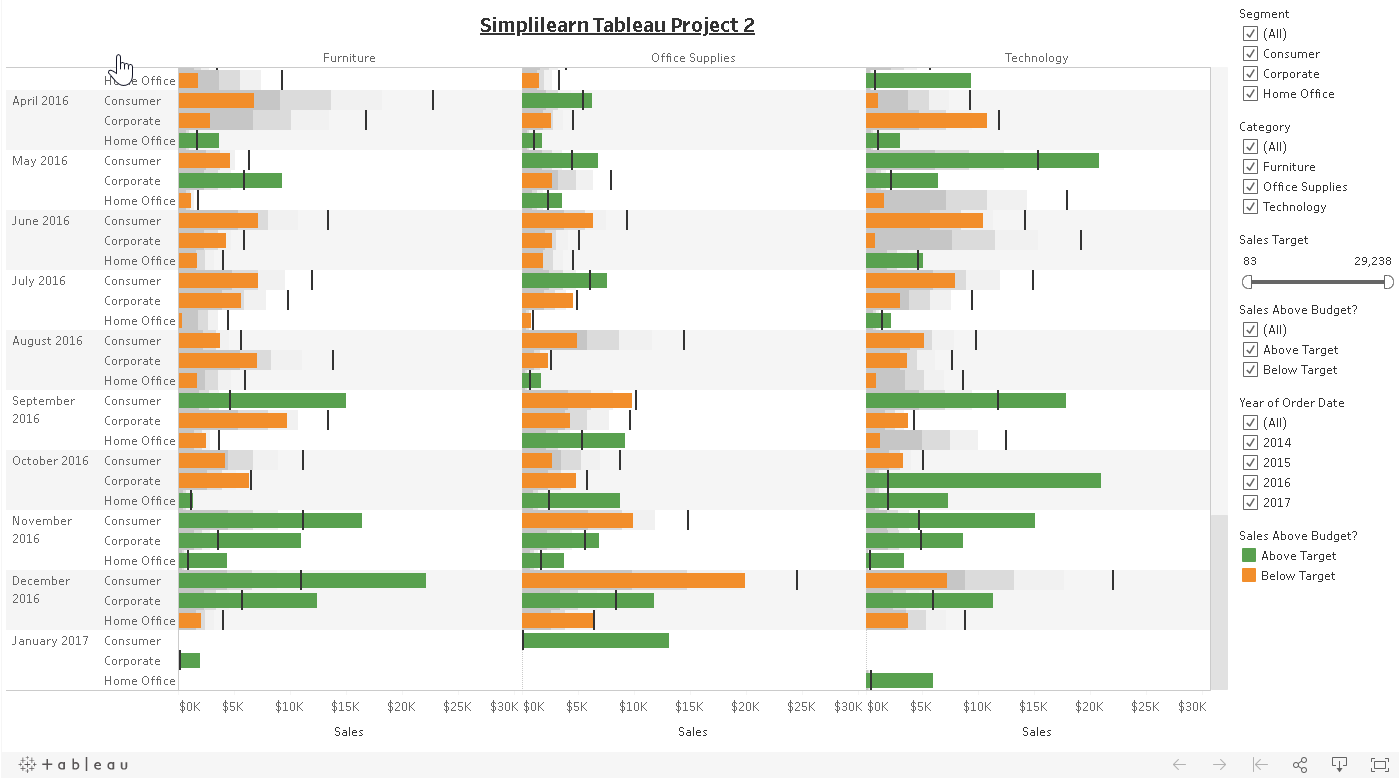 Simplilearn Tableau Project 2
Furniture Office Supplies Technology
Home Office
April 2016 Consumer
Corporate
Home Office
May 2016 Consumer
Corporate
Home Office
June 2016 Consumer
Corporate
Home Office
July 2016 Consumer
Corporate
Home Office
August 2016 Consumer
Corporate
Home Office
September 2016 Consumer
Corporate
Home Office
October 2016 Consumer
Corporate
Home Office
November 2016 Consumer
Corporate
Home Office
December 2016 Consumer
Corporate
Home Office
January 2017 Consumer
Corporate
Home Office
$0K $5K $10K $15K $20K $25K $30K $0K $5K $10K $15K $20K $25K $30K $0K $5K $10K $15K $20K $25K $30K
Sales Sales Sales
Segment
(All)
Consumer
Corporate
Home Office
Category
(All)
Furniture
Office Supplies
Technology
Sales Target
83 29,238
Sales Above Budget?
(All)
Above Target
Below Target
Year of Order Date
(All)
2014
2015
2016
2017
Sales Above Budget?
Above Target
Below Target
+ a b | e a u